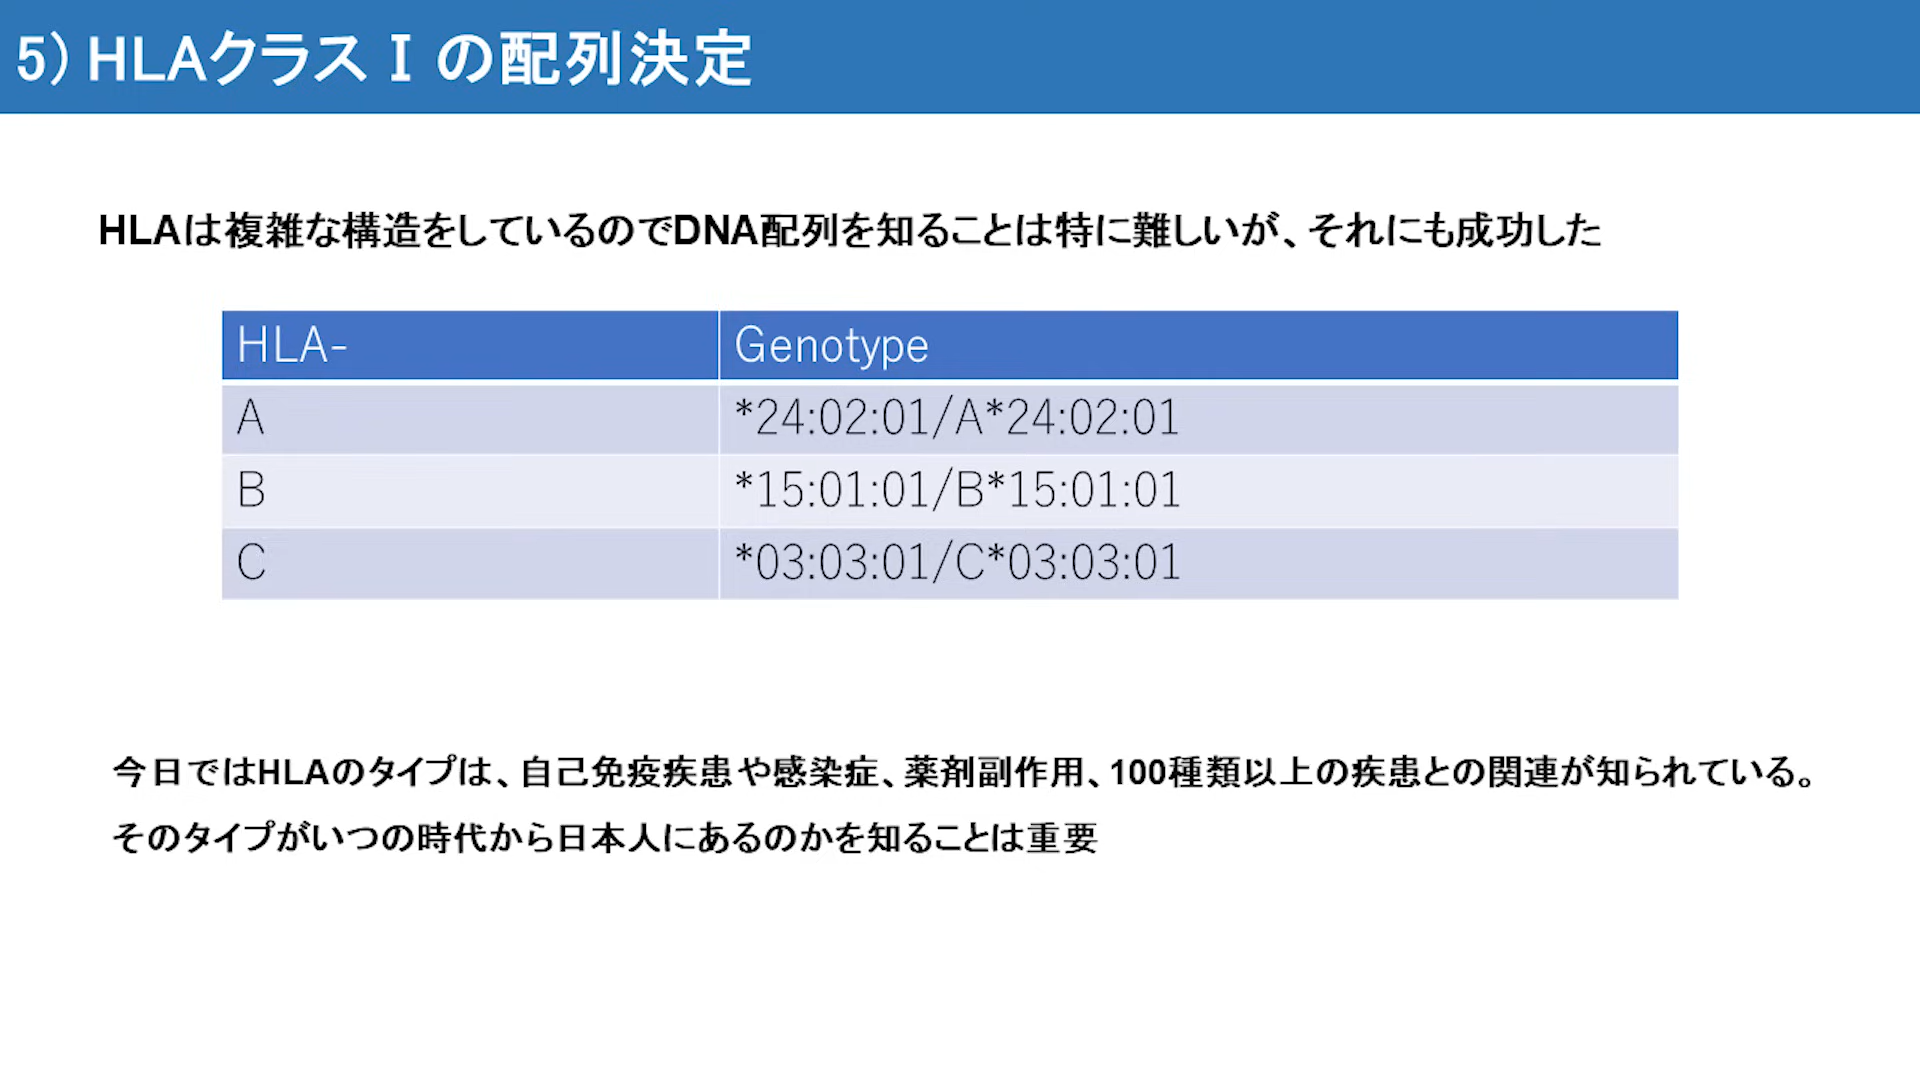 5) HLAクラスⅠの配列決定
HLAは複雑な構造をしているのでDNA配列を知ることは特に難しいが、それにも成功した
HLA- Genotype
A *24:02:01/A*24:02:01
B *15:01:01/B*15:01:01
C *03:03:01/C*03:03:01
今日ではHLAのタイプは、自己免疫疾患や感染症、薬剤副作用、100種類以上の疾患との関連が知られている。
そのタイプがいつの時代から日本人にあるのかを知ることは重要